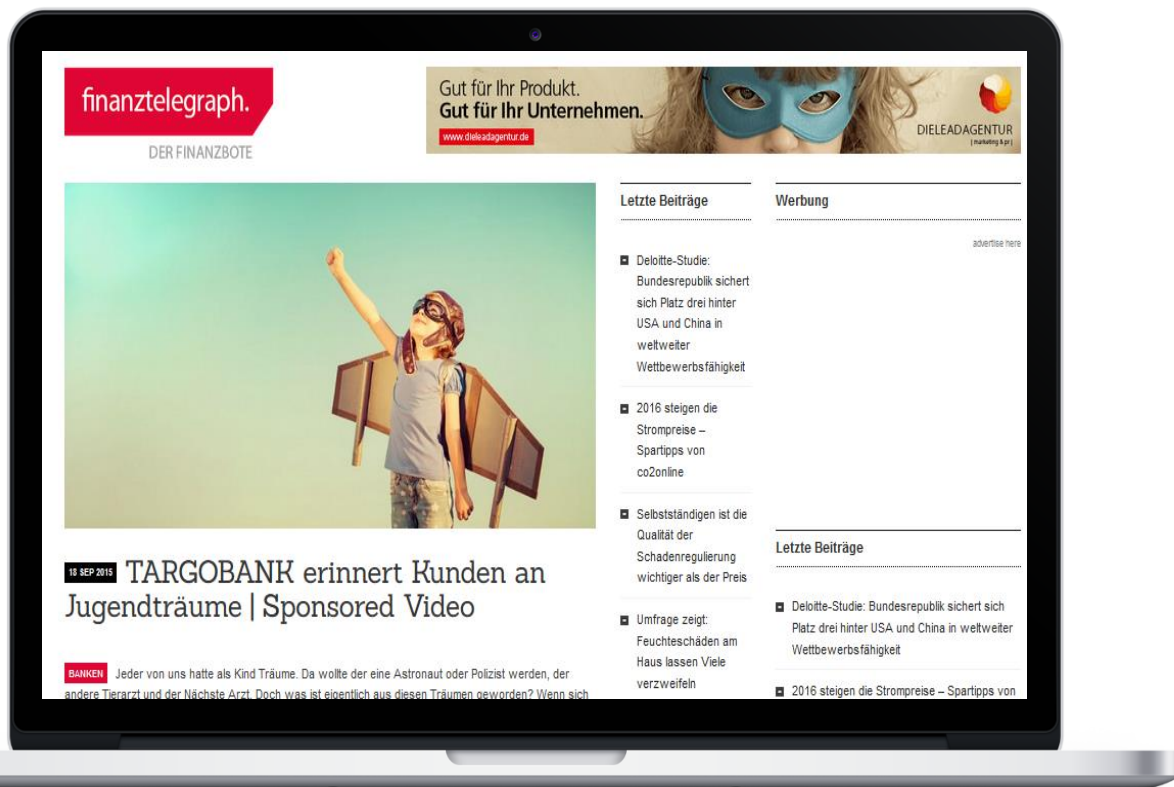 finanztelegraph.
DER FINANZBOTE
Gut für Ihr Produkt.
Gut für Ihr Unternehmen.
www.dieleadagentur.de
DIELEADAGENTUR
[ marketing & pr ]
18 SEP 2015 TARGOBANK erinnert Kunden an
Jugendträume | Sponsored Video
BANKEN Jeder von uns hatte als Kind Träume. Da wollte der eine Astronaut oder Polizist werden, der
andere Tierarzt und der Nächste Arzt. Doch was ist eigentlich aus diesen Träumen geworden? Wenn sich
Letzte Beiträge
Deloitte-Studie:
Bundesrepublik sichert
sich Platz drei hinter
USA und China in
weltweiter
Wettbewerbsfähigkeit
2016 steigen die
Strompreise –
Spartipps von
co2online
Selbstständigen ist die
Qualität der
Schadenregulierung
wichtiger als der Preis
Umfrage zeigt:
Feuchteschäden am
Haus lassen Viele
verzweifeln
Werbung
advertise here
Letzte Beiträge
Deloitte-Studie: Bundesrepublik sichert sich
Platz drei hinter USA und China in weltweiter
Wettbewerbsfähigkeit
2016 steigen die Strompreise – Spartipps von